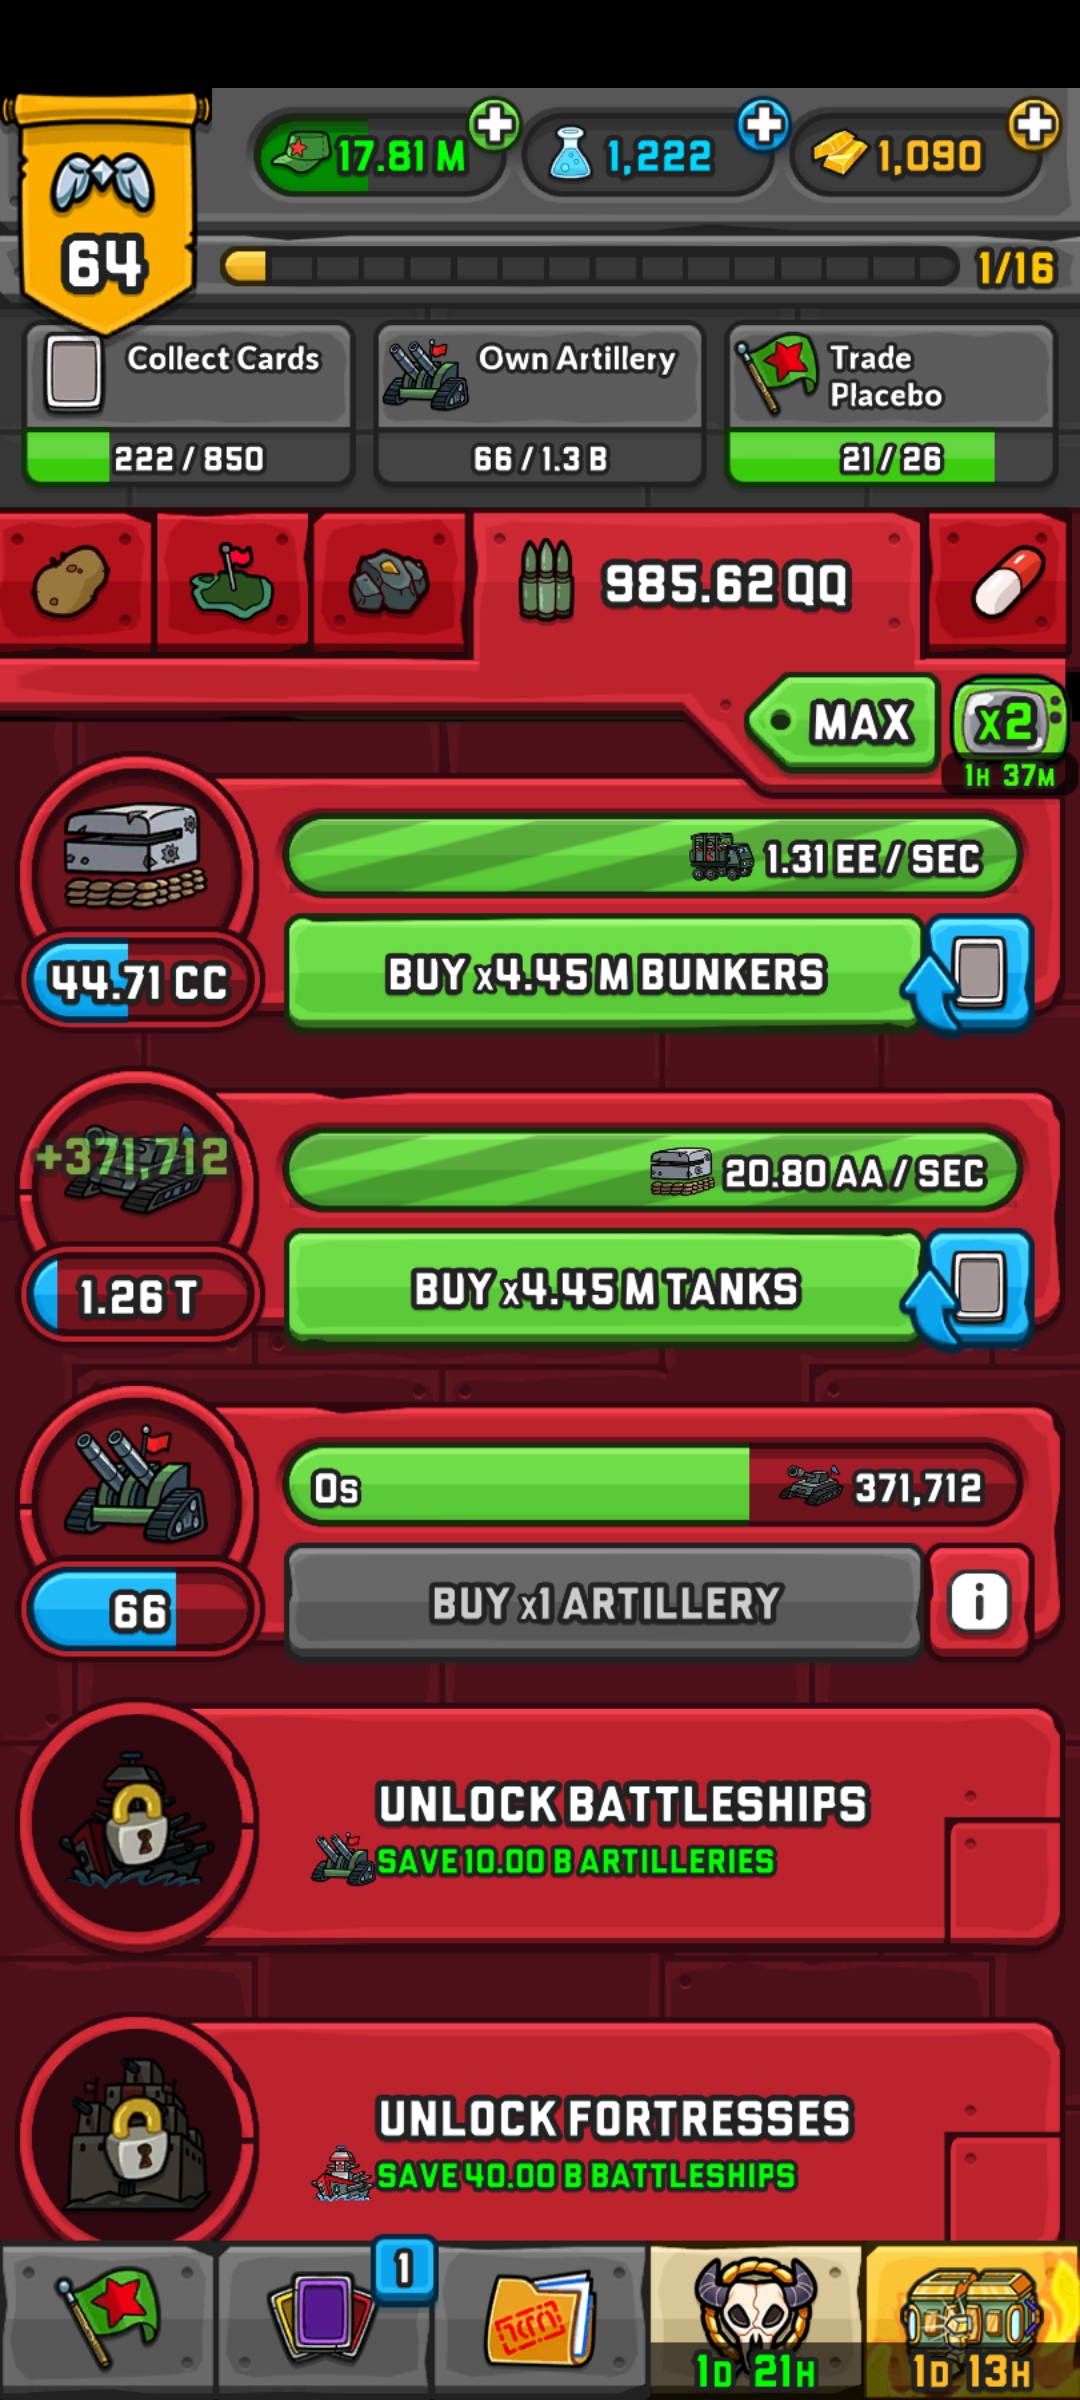 17.81 M
1,222
1,090
64
1/16
Collect Cards
222 / 850
Own Artillery
66 / 1.3 B
Trade
Placebo
21 / 26
985.62 QQ
MAX
x2
1H 37M
1.31 EE / SEC
44.71 CC
BUY x4.45 M BUNKERS
+371,712
20.80 AA / SEC
1.26 T
BUY x4.45 M TANKS
0s
371,712
66
BUY x1 ARTILLERY
i
UNLOCK BATTLESHIPS
SAVE 10.00 B ARTILLERIES
UNLOCK FORTRESSES
SAVE 40.00 B BATTLESHIPS
1
1D 21H
1D 13H